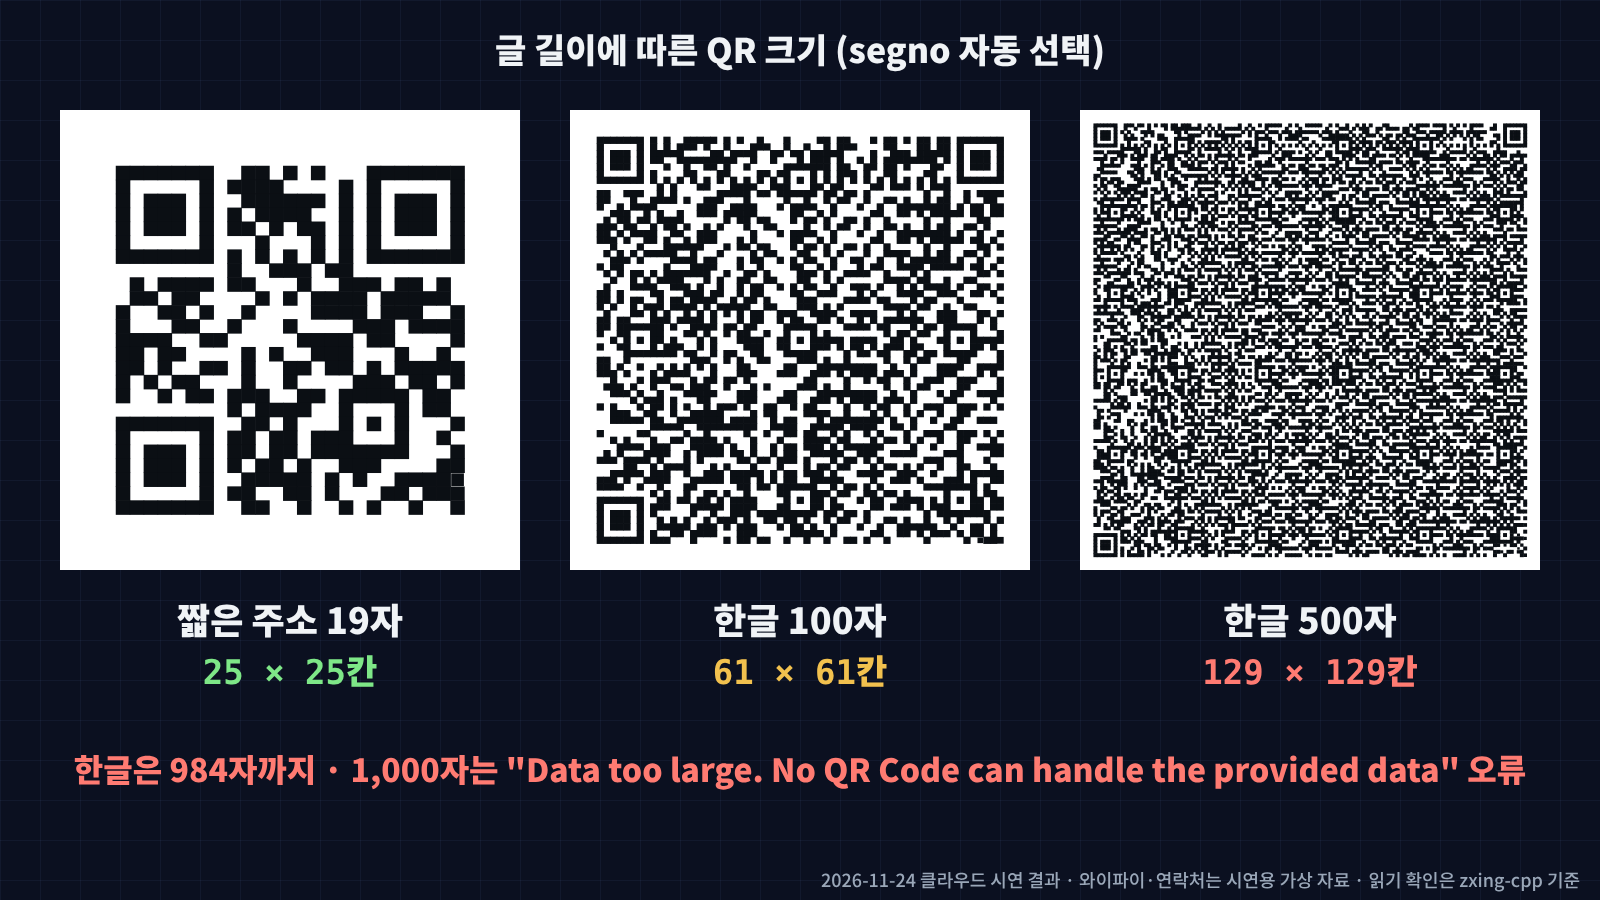 글 길이에 따른 QR 크기 (segno 자동 선택)
짧은 주소 19자
25 × 25칸
한글 100자
61 × 61칸
한글 500자
129 × 129칸
한글은 984자까지 · 1,000자는 "Data too large. No QR Code can handle the provided data" 오류
2026-11-24 클라우드 시연 결과 · 와이파이·연락처는 시연용 가상 자료 · 읽기 확인은 zxing-cpp 기준